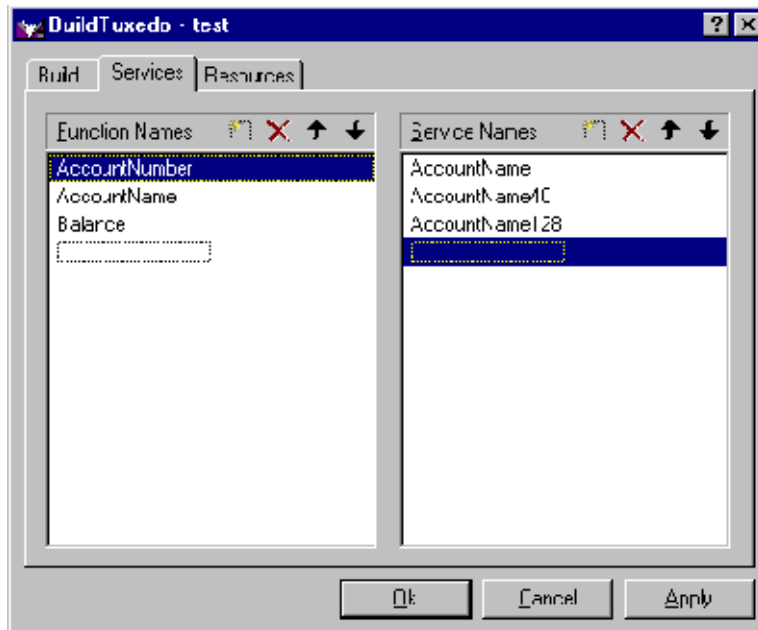 BuildTuxedo - test
Build Services Resources
Function Names
AccountNumber
AccountName
Balance
Service Names
AccountName
AccountName40
AccountName128
Ok Cancel Apply